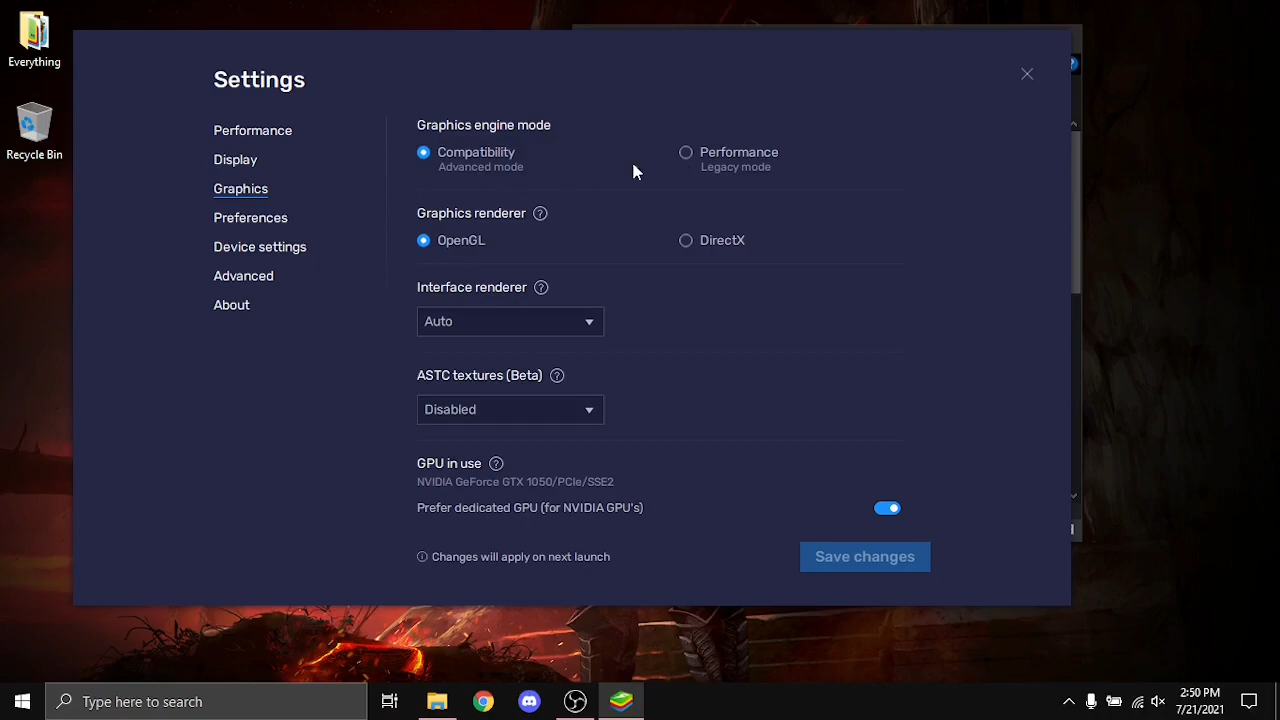 Everything
Recycle Bin
Settings
Performance
Display
Graphics
Preferences
Device settings
Advanced
About
Graphics engine mode
Compatibility
Advanced mode
Performance
Legacy mode
Graphics renderer ?
OpenGL
DirectX
Interface renderer ?
Auto
ASTC textures (Beta) ?
Disabled
GPU in use ?
NVIDIA GeForce GTX 1050/PCIe/SSE2
Prefer dedicated GPU (for NVIDIA GPU's)
Changes will apply on next launch
Save changes
Type here to search
2:50 PM
7/21/2021